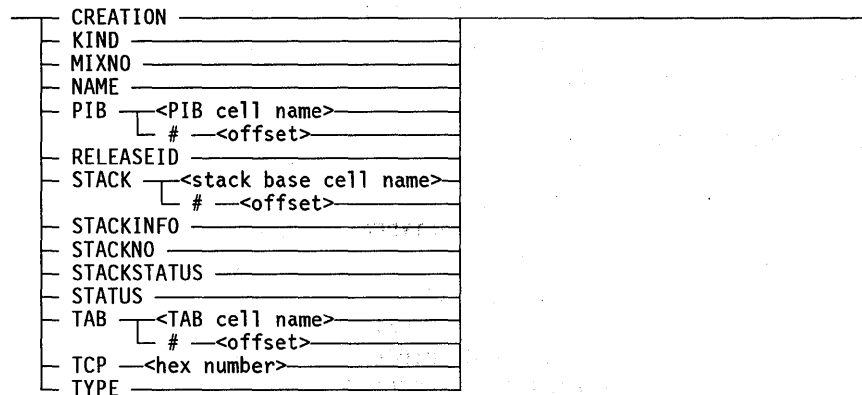 CREATION
KIND
MIXNO
NAME
PIB <PIB cell name>
# <offset>
RELEASEID
STACK <stack base cell name>
# <offset>
STACKINFO
STACKNO
STACKSTATUS
STATUS
TAB <TAB cell name>
# <offset>
TCP <hex number>
TYPE